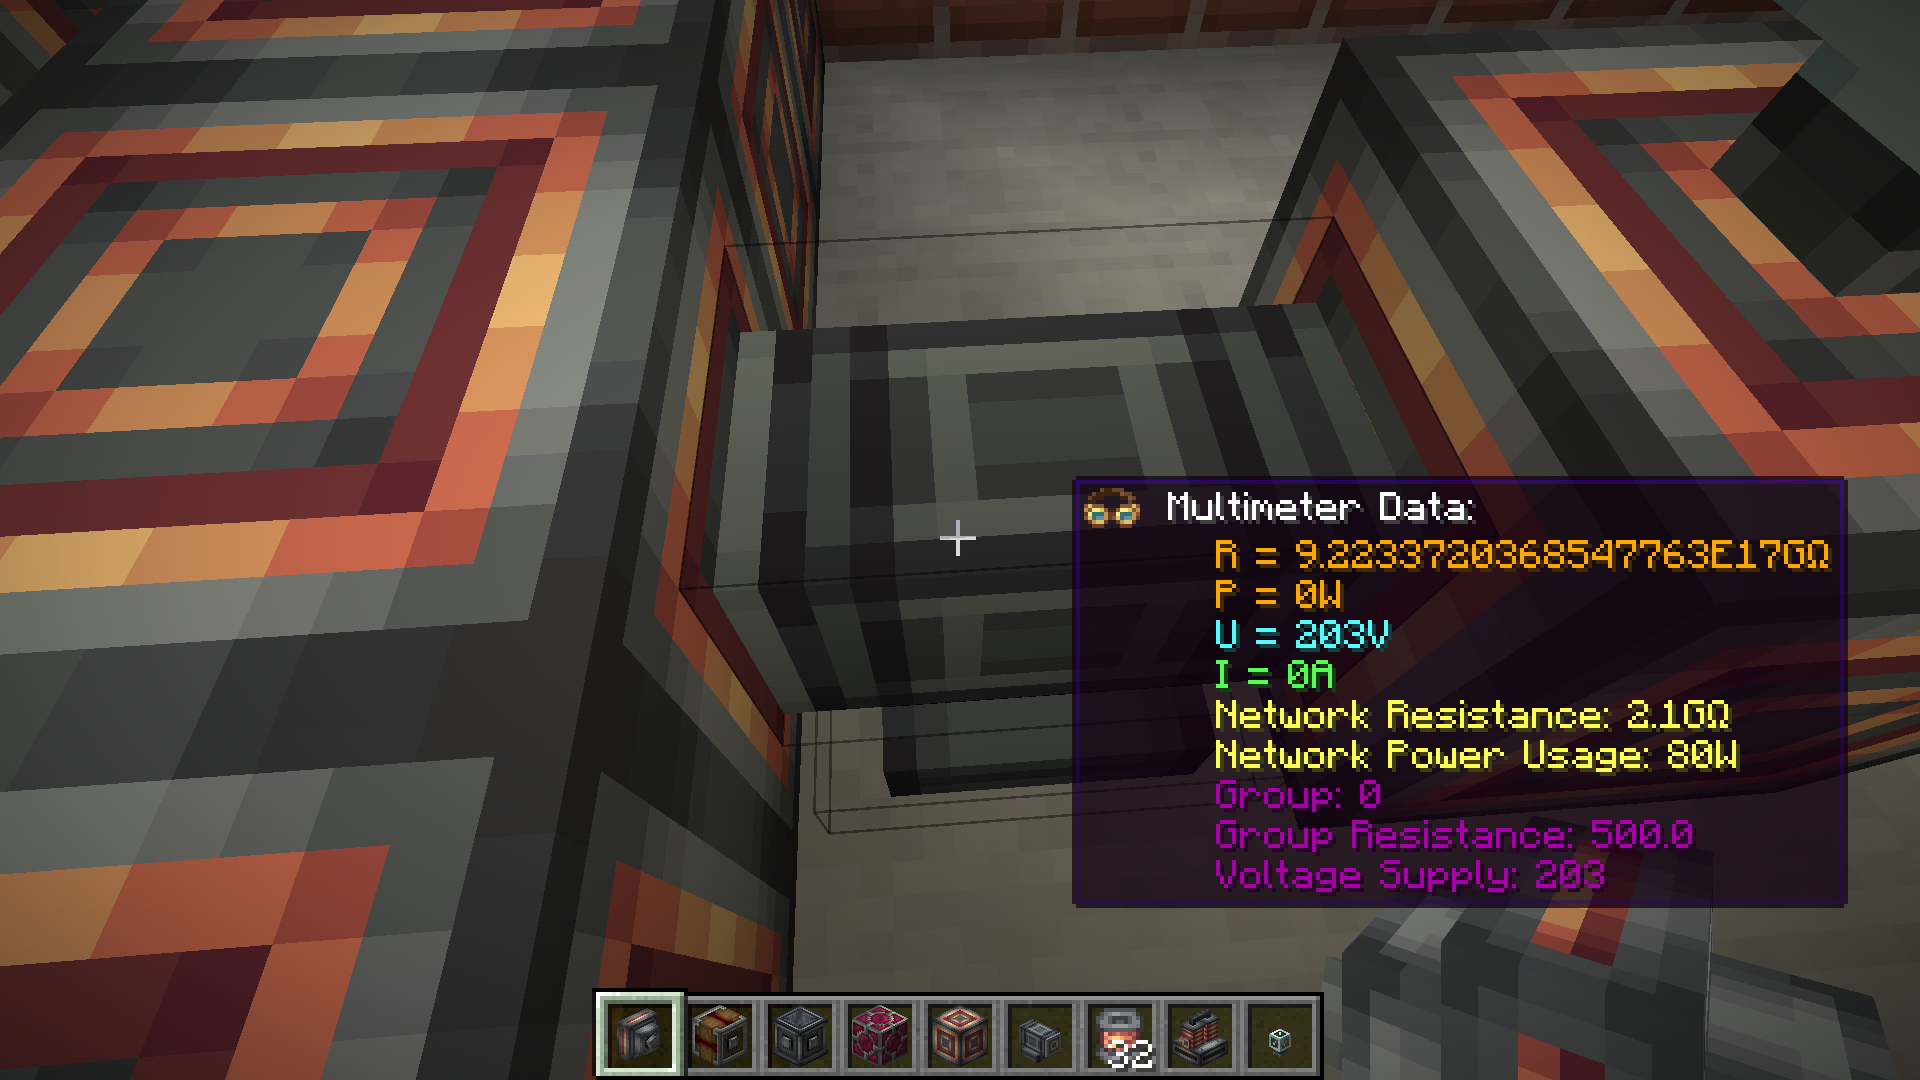 Multimeter Data:
R = 9.2233720368547763E17GΩ
P = 0W
U = 203V
I = 0A
Network Resistance: 2.1GΩ
Network Power Usage: 80W
Group: 0
Group Resistance: 500.0
Voltage Supply: 203
32